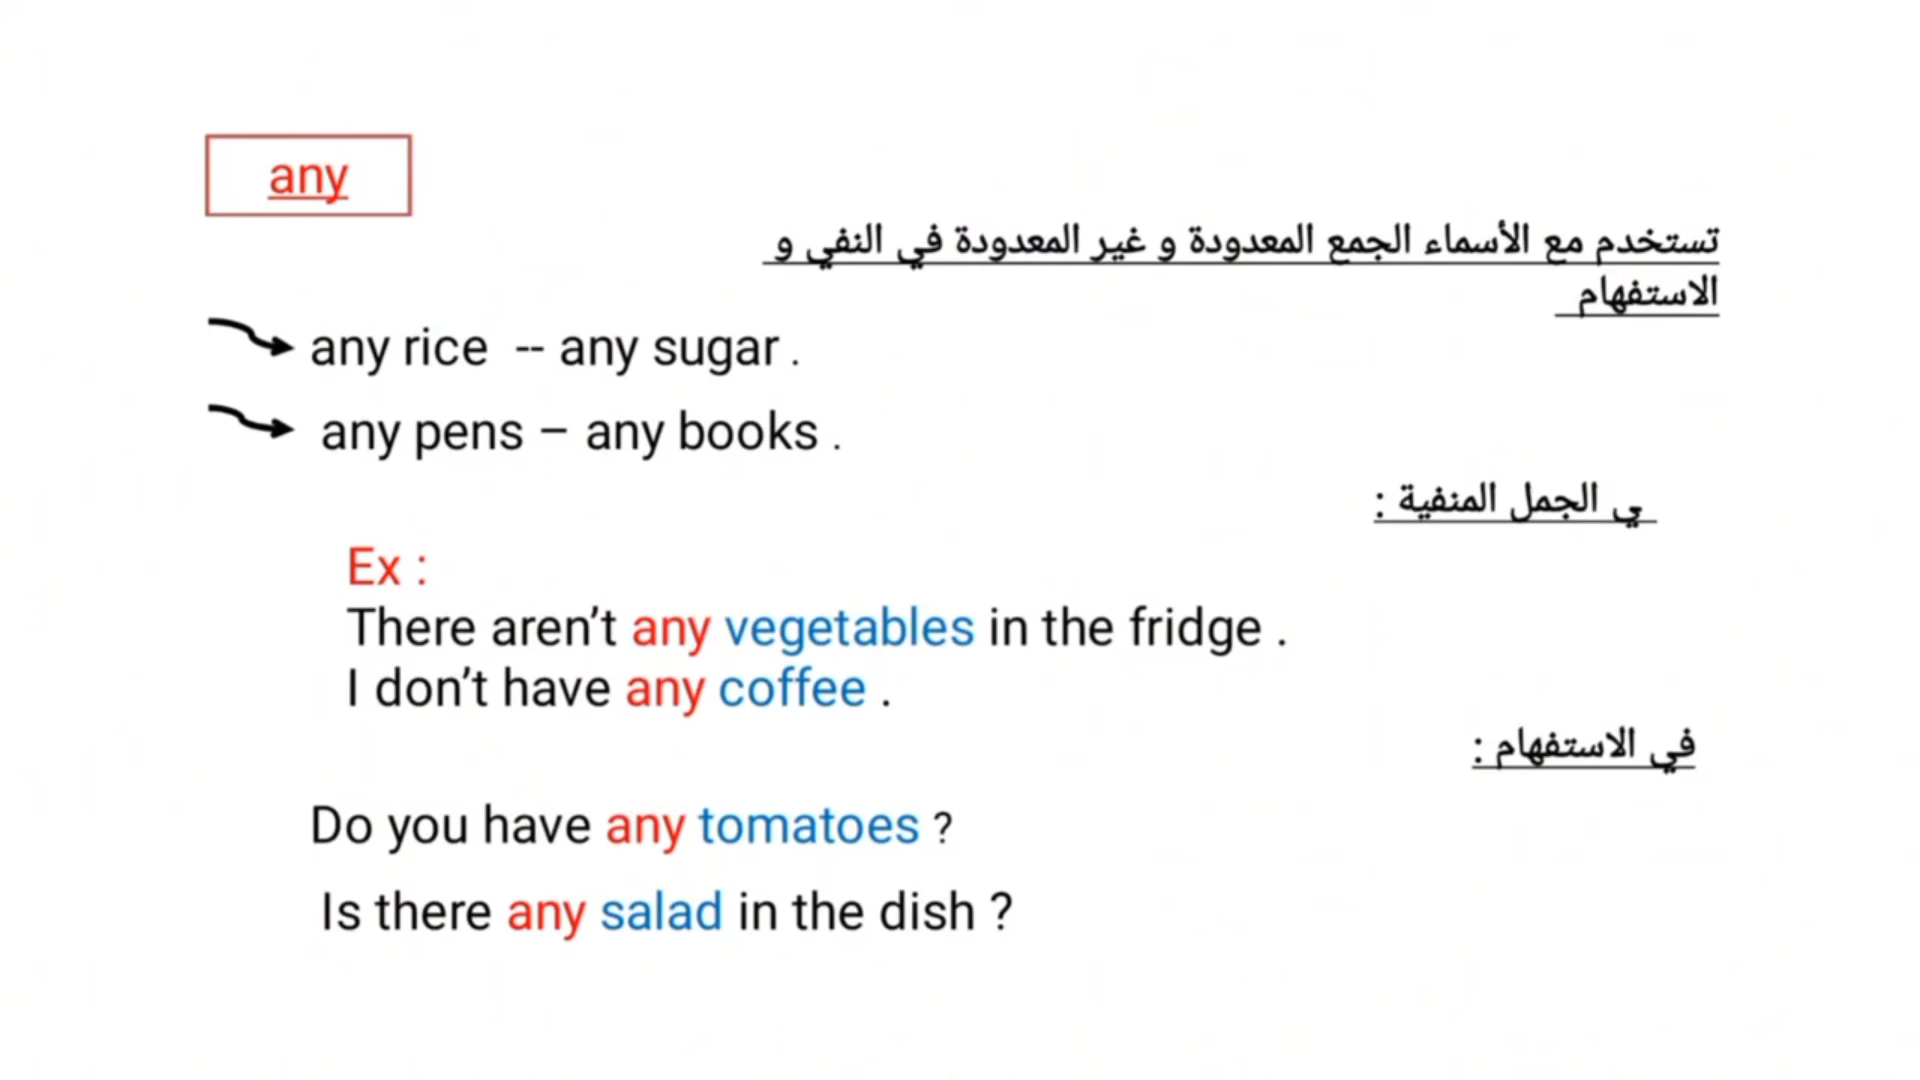 any
تستخدم مع الأسماء الجمع المعدودة و غير المعدودة في النفي و
الاستفهام
any rice -- any sugar .
any pens – any books .
ي الجمل المنفية :
Ex :
There aren’t any vegetables in the fridge .
I don’t have any coffee .
في الاستفهام :
Do you have any tomatoes ?
Is there any salad in the dish ?